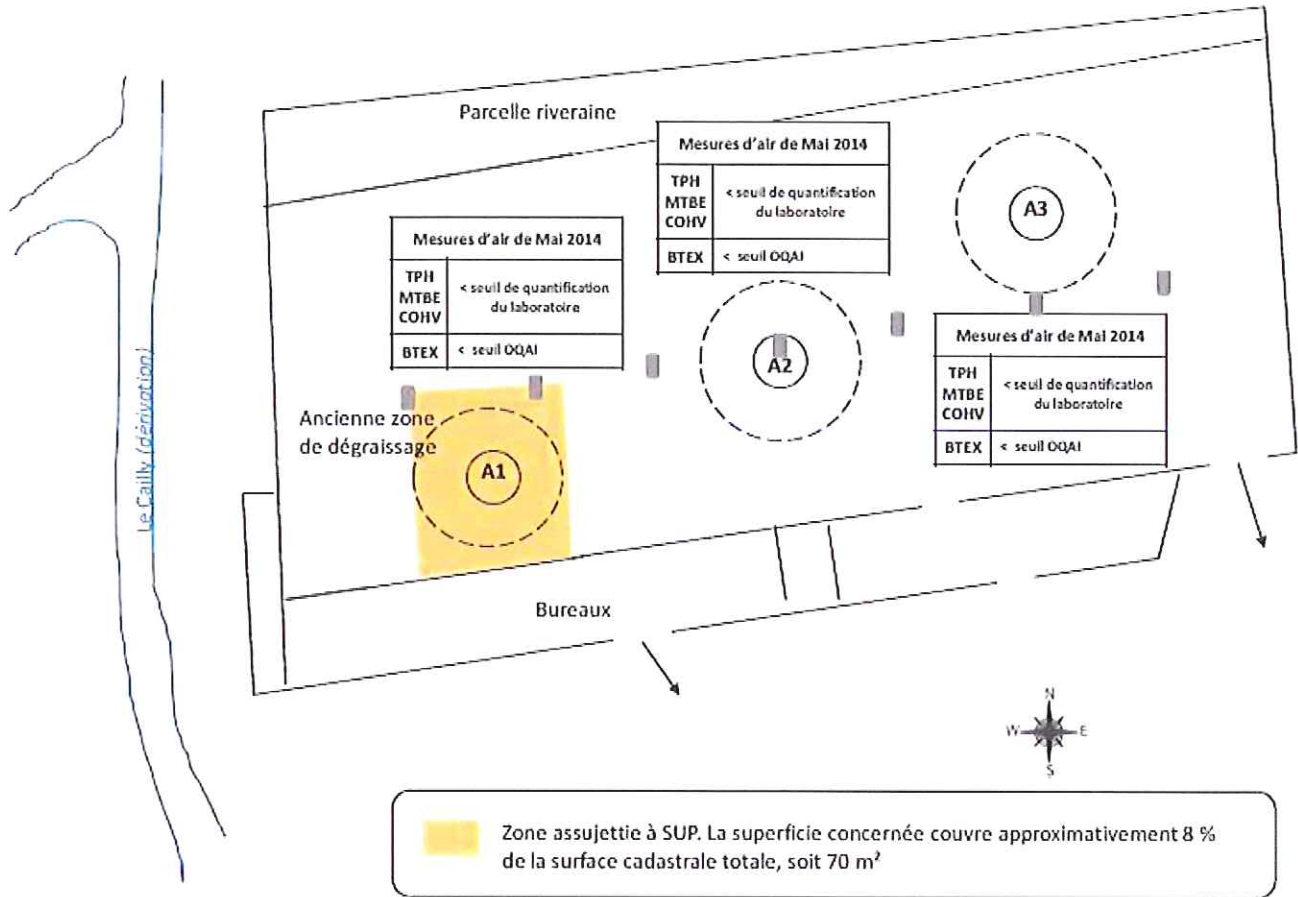 Parcelle riveraine
Mesures d'air de Mai 2014
TPH
MTBE
COHV
< seuil de quantification
du laboratoire
BTEX
< seuil OQAI
A3
Mesures d'air de Mai 2014
TPH
MTBE
COHV
< seuil de quantification
du laboratoire
BTEX
< seuil OQAI
A2
Mesures d'air de Mai 2014
TPH
MTBE
COHV
< seuil de quantification
du laboratoire
BTEX
< seuil OQAI
Le Cailly (dérivation)
Ancienne zone
de dégraissage
A1
Bureaux
N
W
E
S
Zone assujettie à SUP. La superficie concernée couvre approximativement 8 %
de la surface cadastrale totale, soit 70 m²